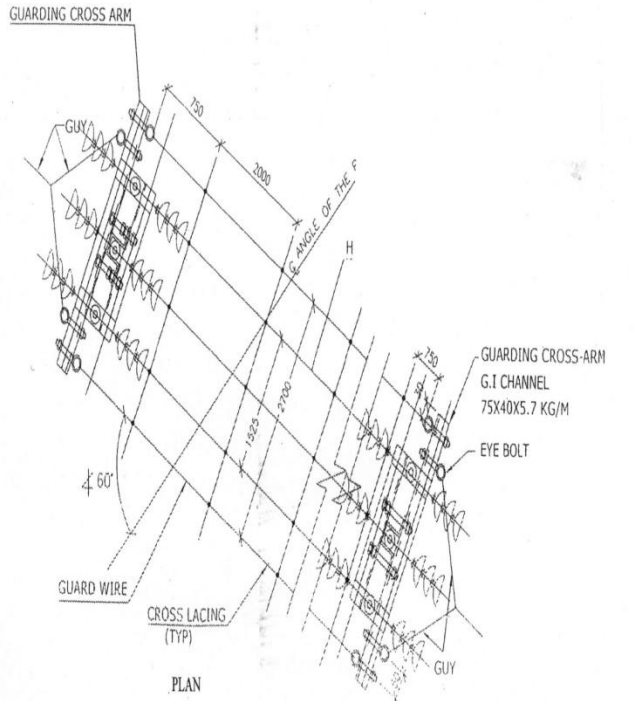 GUARDING CROSS ARM
GUY
750
2000
℄ ANGLE OF THE
H
750
GUARDING CROSS-ARM
G.I CHANNEL
75X40X5.7 KG/M
EYE BOLT
1525
2700
∡ 60°
GUARD WIRE
CROSS LACING
(TYP)
GUY
PLAN